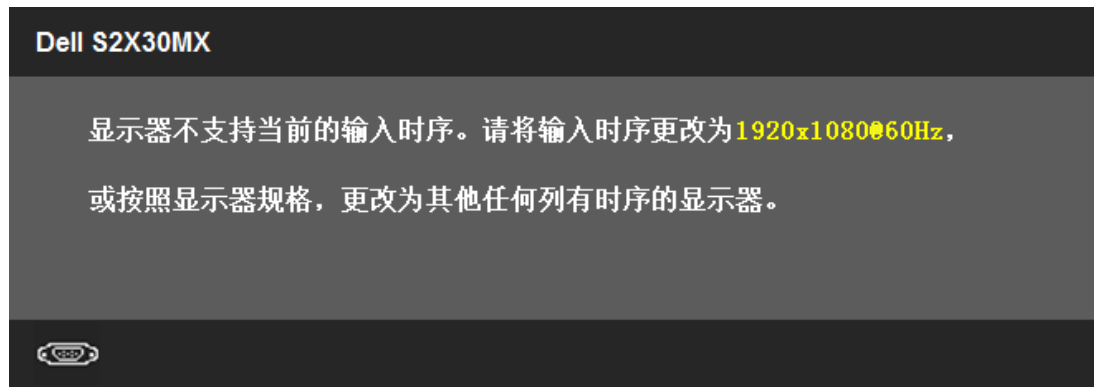 Dell S2X30MX
显示器不支持当前的输入时序。请将输入时序更改为1920x1080@60Hz，
或按照显示器规格，更改为其他任何列有时序的显示器。